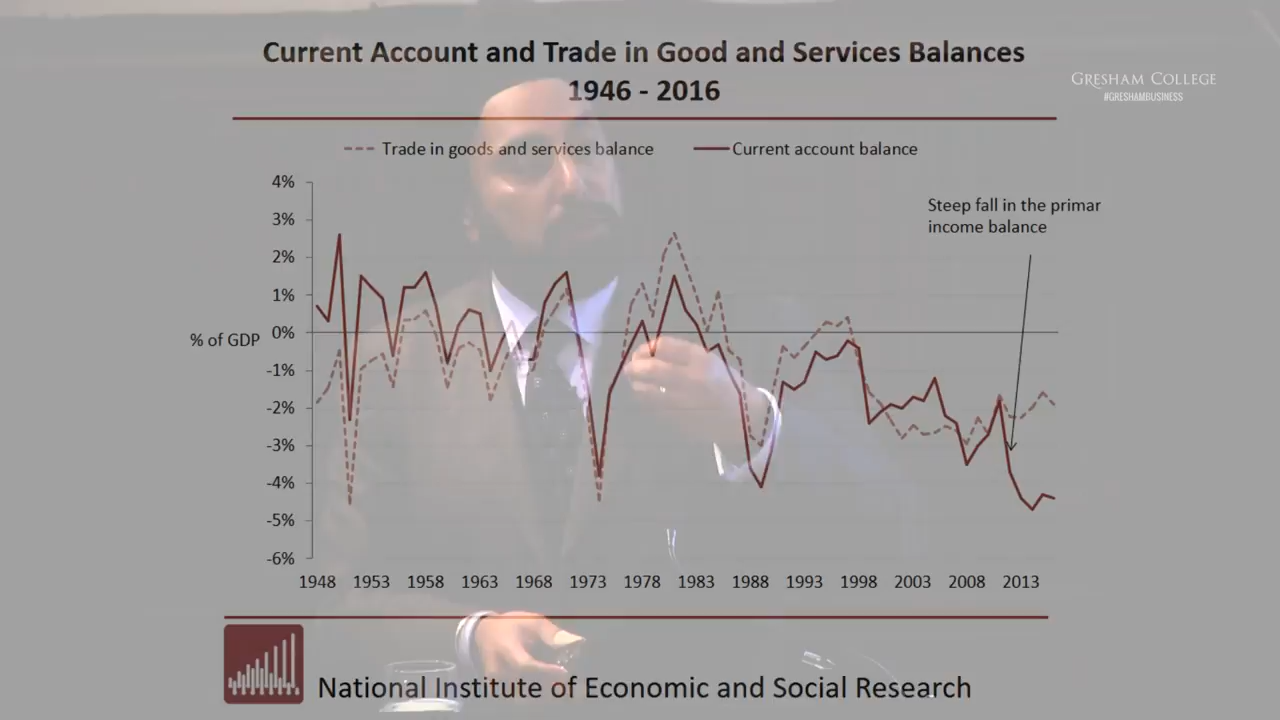 Current Account and Trade in Good and Services Balances
1946 - 2016
GRESHAM COLLEGE
#GRESHAMBUSINESS
Trade in goods and services balance
Current account balance
Steep fall in the primar
income balance
4%
3%
2%
1%
0%
% of GDP
-1%
-2%
-3%
-4%
-5%
-6%
1948 1953 1958 1963 1968 1973 1978 1983 1988 1993 1998 2003 2008 2013
National Institute of Economic and Social Research